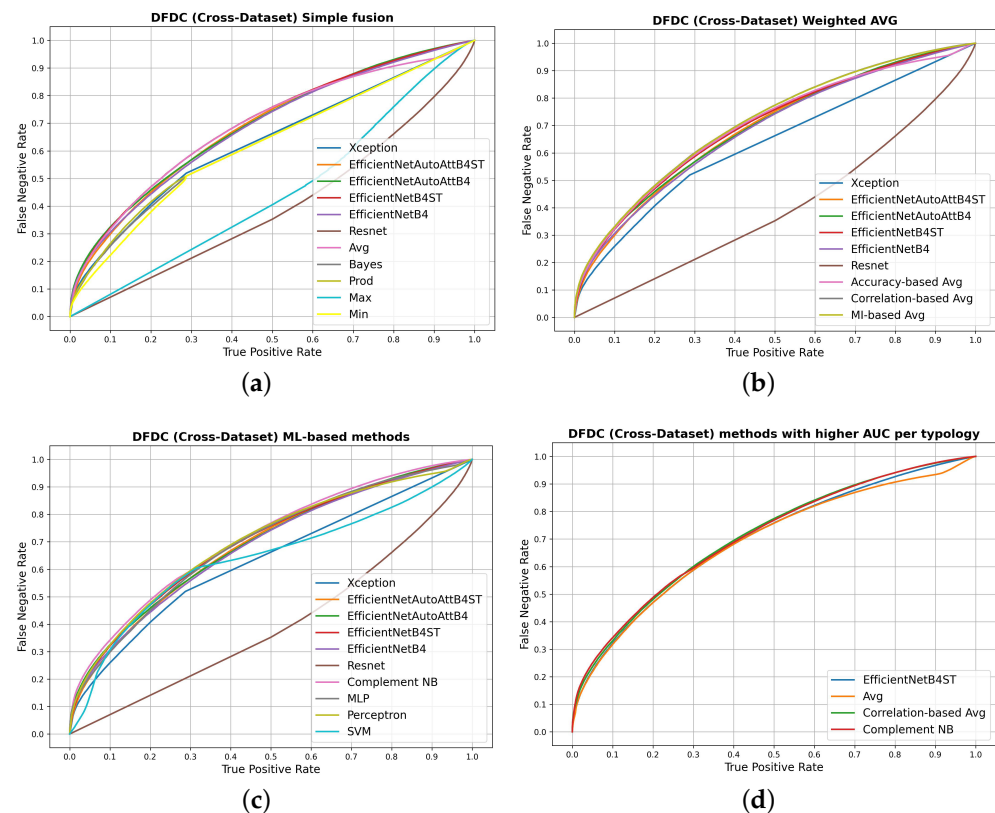 DFDC (Cross-Dataset) Simple fusion
1.0
0.9
0.8
0.7
0.6
0.5
0.4
0.3
0.2
0.1
0.0
False Negative Rate
Xception
EfficientNetAutoAttB4ST
EfficientNetAutoAttB4
EfficientNetB4ST
EfficientNetB4
Resnet
Avg
Bayes
Prod
Max
Min
0.0 0.1 0.2 0.3 0.4 0.5 0.6 0.7 0.8 0.9 1.0
True Positive Rate
(a)
DFDC (Cross-Dataset) Weighted AVG
1.0
0.9
0.8
0.7
0.6
0.5
0.4
0.3
0.2
0.1
0.0
False Negative Rate
Xception
EfficientNetAutoAttB4ST
EfficientNetAutoAttB4
EfficientNetB4ST
EfficientNetB4
Resnet
Accuracy-based Avg
Correlation-based Avg
MI-based Avg
0.0 0.1 0.2 0.3 0.4 0.5 0.6 0.7 0.8 0.9 1.0
True Positive Rate
(b)
DFDC (Cross-Dataset) ML-based methods
1.0
0.9
0.8
0.7
0.6
0.5
0.4
0.3
0.2
0.1
0.0
False Negative Rate
Xception
EfficientNetAutoAttB4ST
EfficientNetAutoAttB4
EfficientNetB4ST
EfficientNetB4
Resnet
Complement NB
MLP
Perceptron
SVM
0.0 0.1 0.2 0.3 0.4 0.5 0.6 0.7 0.8 0.9 1.0
True Positive Rate
(c)
DFDC (Cross-Dataset) methods with higher AUC per typology
1.0
0.9
0.8
0.7
0.6
0.5
0.4
0.3
0.2
0.1
0.0
False Negative Rate
EfficientNetB4ST
Avg
Correlation-based Avg
Complement NB
0.0 0.1 0.2 0.3 0.4 0.5 0.6 0.7 0.8 0.9 1.0
True Positive Rate
(d)